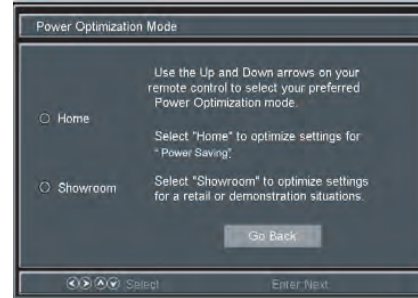 Power Optimization Mode
Use the Up and Down arrows on your
remote control to select your preferred
Power Optimization mode.
Home
Select "Home" to optimize settings for
"Power Saving".
Showroom
Select "Showroom" to optimize settings
for a retail or demonstration situations.
Go Back
Select
Enter Next